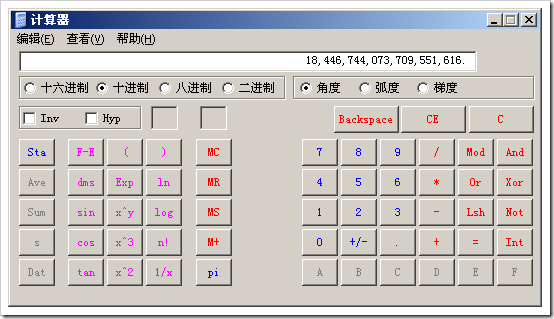 计算器
编辑(E) 查看(V) 帮助(H)
18,446,744,073,709,551,616.
十六进制 十进制 八进制 二进制 角度 弧度 梯度
Inv Hyp Backspace CE C
Sta F-E ( ) MC 7 8 9 / Mod And
Ave dms Exp ln MR 4 5 6 * Or Xor
Sum sin x^y log MS 1 2 3 - Lsh Not
s cos x^3 n! M+ 0 +/- . + = Int
Dat tan x^2 1/x pi A B C D E F